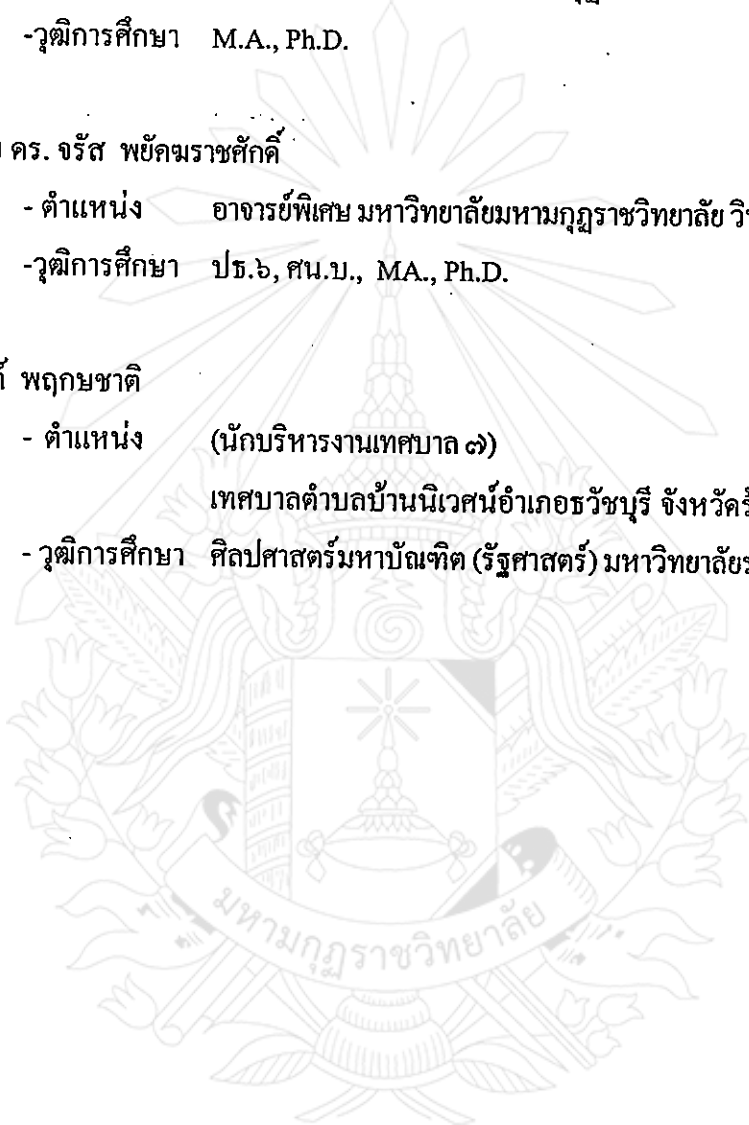 -วุฒิการศึกษา M.A., Ph.D.
ดร. จรัส พยัคฆราชศักดิ์
- ตำแหน่ง อาจารย์พิเศษ มหาวิทยาลัยมหามกุฏราชวิทยาลัย
-วุฒิการศึกษา ปธ.๖, ศน.บ., MA., Ph.D.
พฤกษชาติ
- ตำแหน่ง (นักบริหารงานเทศบาล ๗)
เทศบาลตำบลบ้านนิเวศน์อำเภอธวัชบุรี จังหวัด
- วุฒิการศึกษา ศิลปศาสตร์มหาบัณฑิต (รัฐศาสตร์) มหาวิทยาลัย
มหามกุฏราชวิทยาลัย